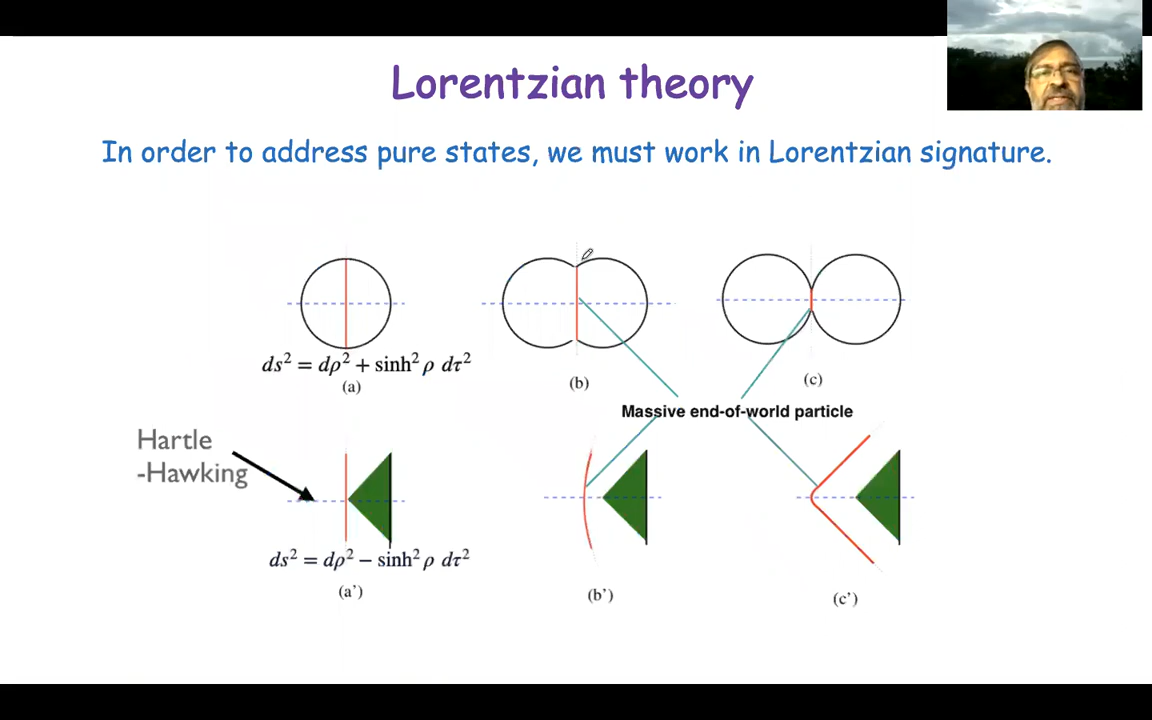 Lorentzian theory
In order to address pure states, we must work in Lorentzian signature.
ds² = dρ² + sinh² ρ dτ²
(a)
(b)
(c)
Massive end-of-world particle
Hartle
-Hawking
ds² = dρ² − sinh² ρ dτ²
(a’)
(b’)
(c’)